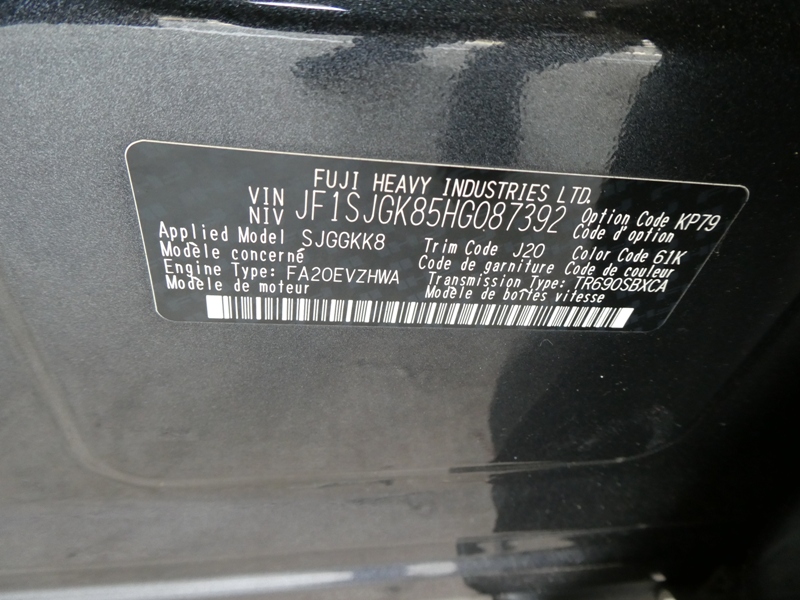 FUJI HEAVY INDUSTRIES LTD.
VIN
NIV JF1SJGK85HG087392 Option Code KP79
Code d'option
Applied Model SJGGKK8 Trim Code J20 Color Code 61K
Modèle concerné Code de garniture Code de couleur
Engine Type: FA20EVZHWA Transmission Type: TR690SBXCA
Modèle de moteur Modèle de boîtes vitesse